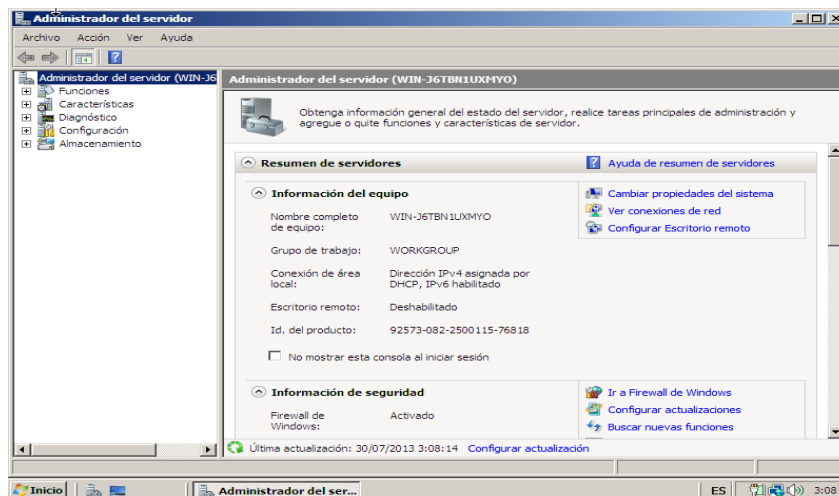 Administrador del servidor
Archivo Acción Ver Ayuda
Administrador del servidor (WIN-J6
Funciones
Características
Diagnóstico
Configuración
Almacenamiento
Administrador del servidor (WIN-J6TBN1UXMYO)
Obtenga información general del estado del servidor, realice tareas principales de administración y
agregue o quite funciones y características de servidor.
Resumen de servidores
Ayuda de resumen de servidores
Información del equipo
Nombre completo de equipo: WIN-J6TBN1UXMYO
Grupo de trabajo: WORKGROUP
Conexión de área local: Dirección IPv4 asignada por DHCP, IPv6 habilitado
Escritorio remoto: Deshabilitado
Id. del producto: 92573-082-2500115-76818
No mostrar esta consola al iniciar sesión
Cambiar propiedades del sistema
Ver conexiones de red
Configurar Escritorio remoto
Información de seguridad
Firewall de Windows: Activado
Ir a Firewall de Windows
Configurar actualizaciones
Buscar nuevas funciones
Última actualización: 30/07/2013 3:08:14 Configurar actualización
Inicio
Administrador del ser...
ES
3:08